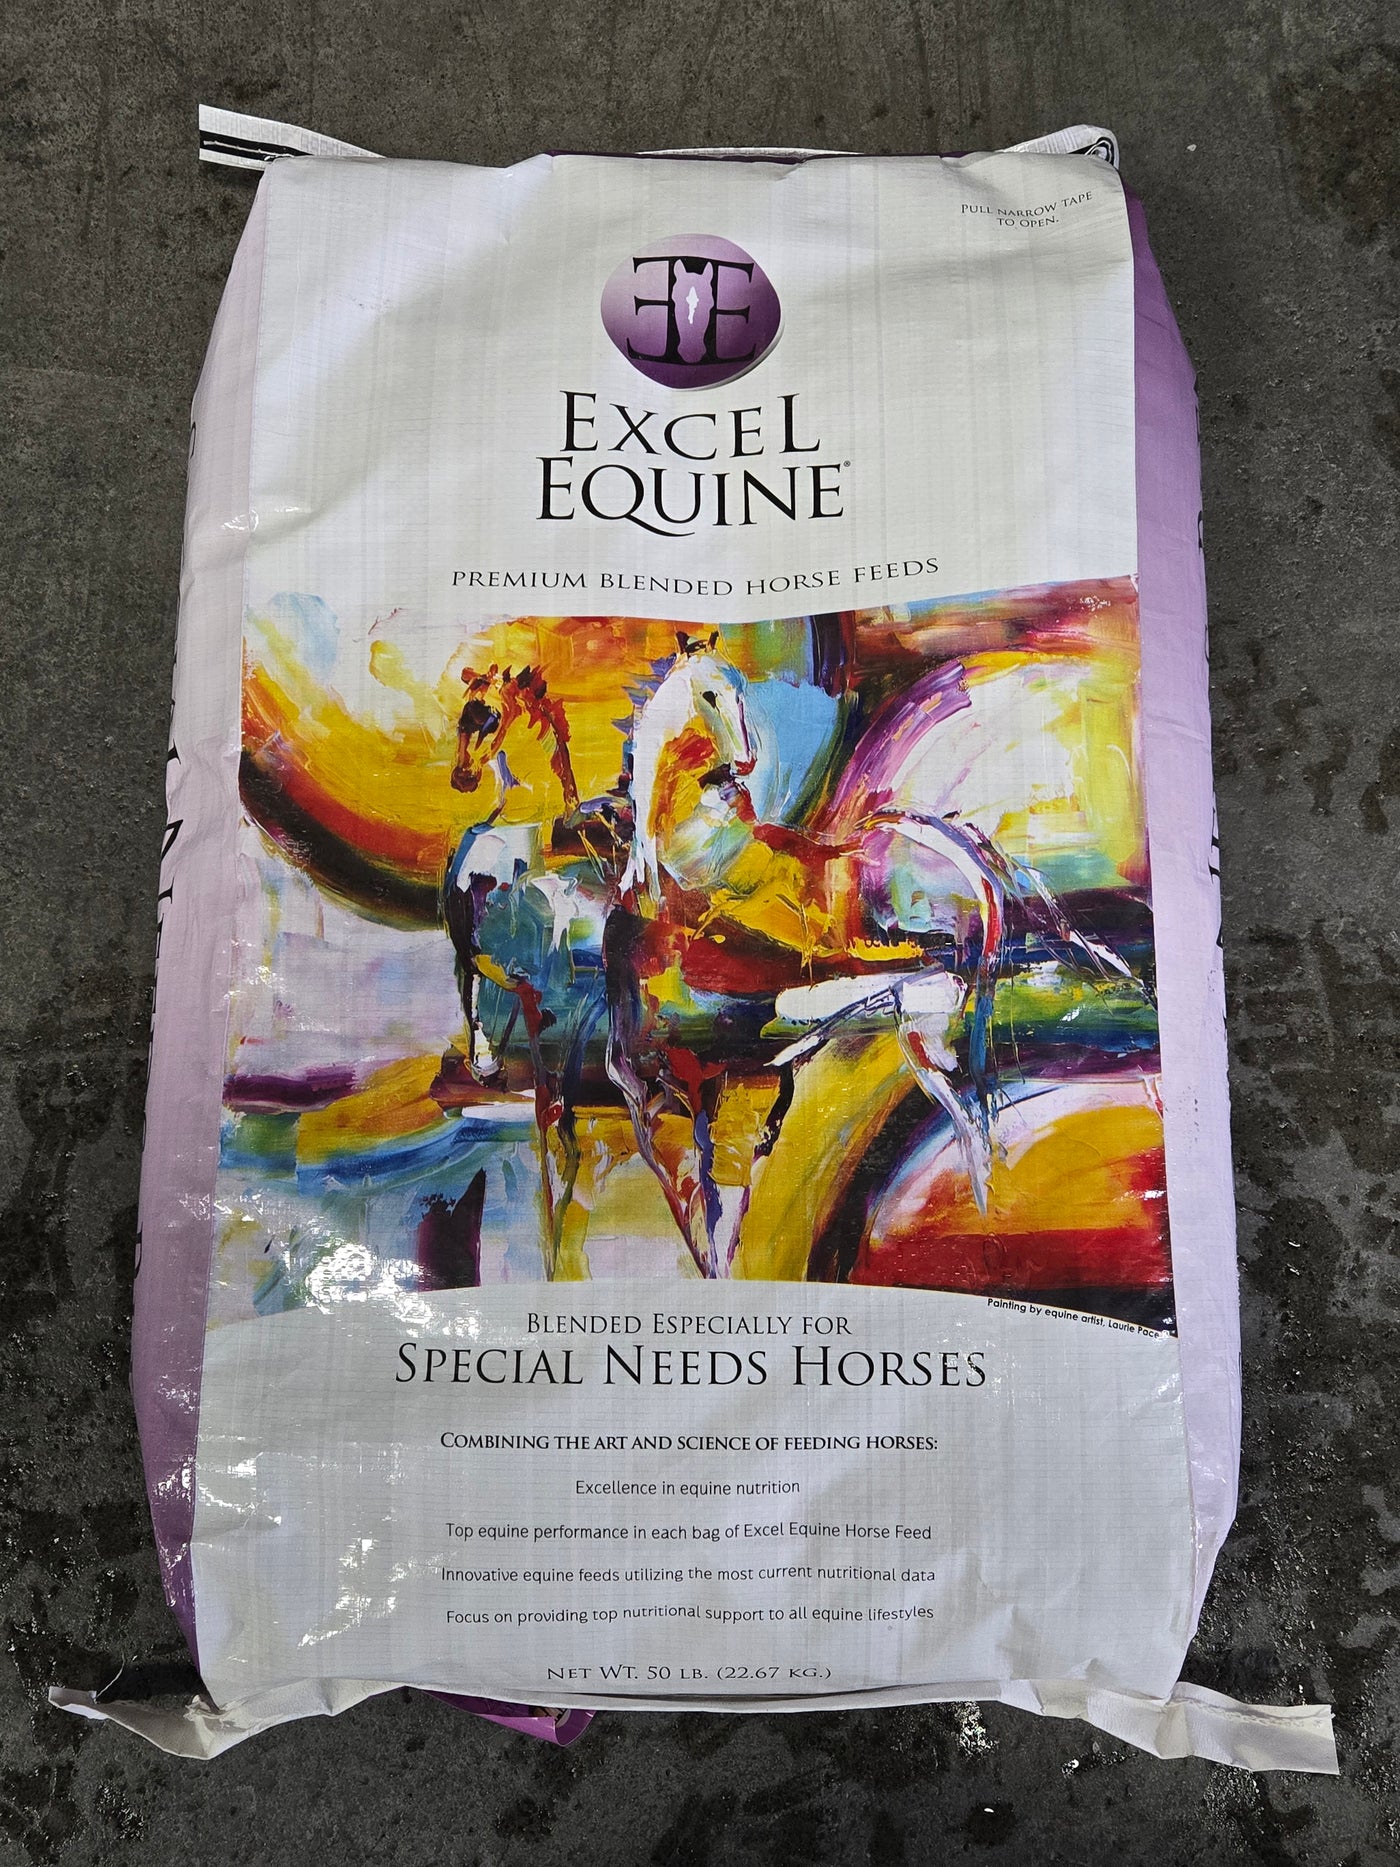 PULL NARROW TAPE
TO OPEN.
EE
EXCEL
EQUINE®
PREMIUM BLENDED HORSE FEEDS
Painting by equine artist, Laurie Pace
BLENDED ESPECIALLY FOR
SPECIAL NEEDS HORSES
COMBINING THE ART AND SCIENCE OF FEEDING HORSES:
Excellence in equine nutrition
Top equine performance in each bag of Excel Equine Horse Feed
Innovative equine feeds utilizing the most current nutritional data
Focus on providing top nutritional support to all equine lifestyles
NET WT. 50 LB. (22.67 KG.)